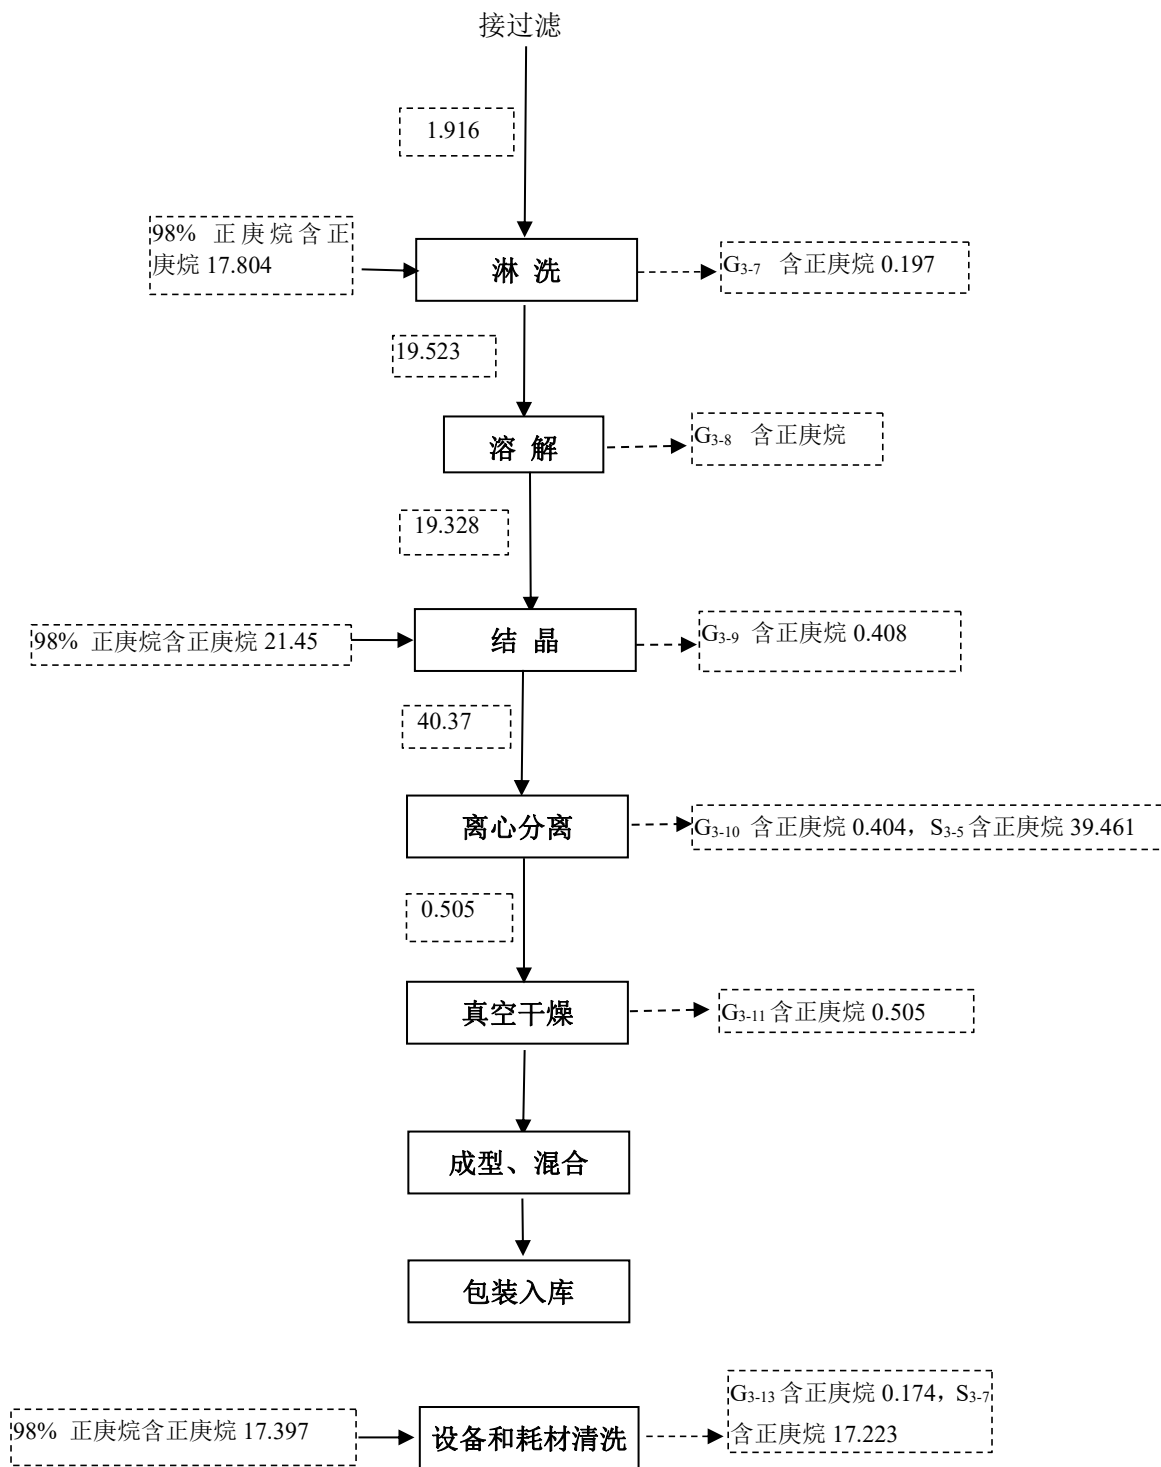 接过滤
1.916
98% 正庚烷含正
庚烷 17.804
淋 洗
G3-7 含正庚烷 0.197
19.523
溶 解
G3-8 含正庚烷
19.328
98% 正庚烷含正庚烷 21.45
结 晶
G3-9 含正庚烷 0.408
40.37
离心分离
G3-10 含正庚烷 0.404，S3-5 含正庚烷 39.461
0.505
真空干燥
G3-11 含正庚烷 0.505
成型、混合
包装入库
98% 正庚烷含正庚烷 17.397
设备和耗材清洗
G3-13 含正庚烷 0.174，S3-7
含正庚烷 17.223